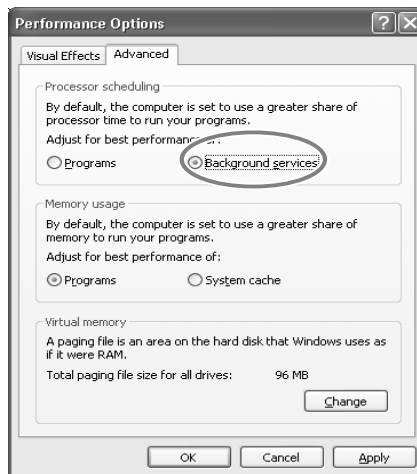 Performance Options
Visual Effects Advanced
Processor scheduling
By default, the computer is set to use a greater share of
processor time to run your programs.
Adjust for best performance of:
Programs Background services
Memory usage
By default, the computer is set to use a greater share of
memory to run your programs.
Adjust for best performance of:
Programs System cache
Virtual memory
A paging file is an area on the hard disk that Windows uses as
if it were RAM.
Total paging file size for all drives: 96 MB
Change
OK Cancel Apply